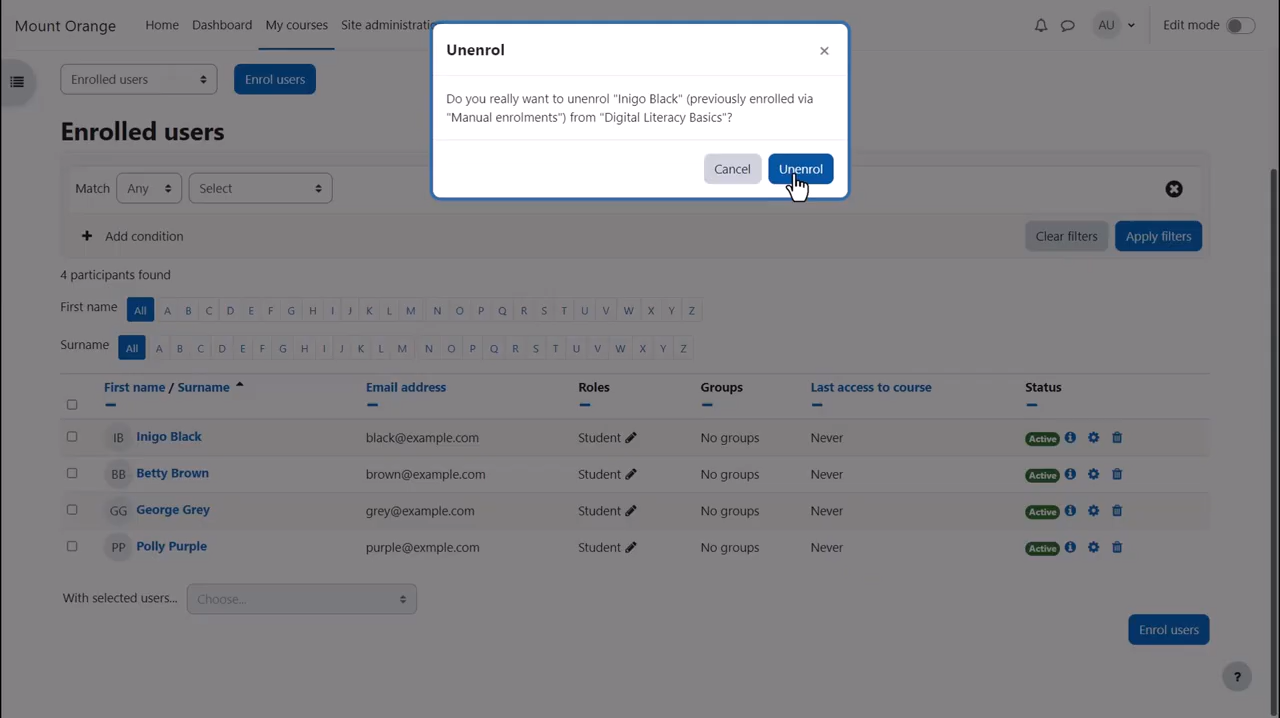 Mount Orange Home Dashboard My courses Site administratio AU Edit mode
Unenrol ×
Do you really want to unenrol "Inigo Black" (previously enrolled via
"Manual enrolments") from "Digital Literacy Basics"?
Cancel Unenrol
Enrolled users Enrol users
Enrolled users
Match Any Select
+ Add condition Clear filters Apply filters
4 participants found
First name All A B C D E F G H I J K L M N O P Q R S T U V W X Y Z
Surname All A B C D E F G H I J K L M N O P Q R S T U V W X Y Z
First name / Surname Email address Roles Groups Last access to course Status
IB Inigo Black black@example.com Student No groups Never Active
BB Betty Brown brown@example.com Student No groups Never Active
GG George Grey grey@example.com Student No groups Never Active
PP Polly Purple purple@exmple.com Student No groups Never Active
With selected users... Choose...
Enrol users
?